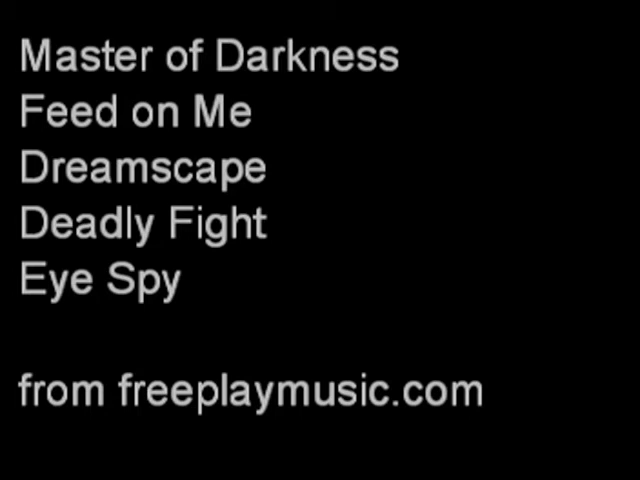 Master of Darkness
Feed on Me
Dreamscape
Deadly Fight
Eye Spy
from freeplaymusic.com